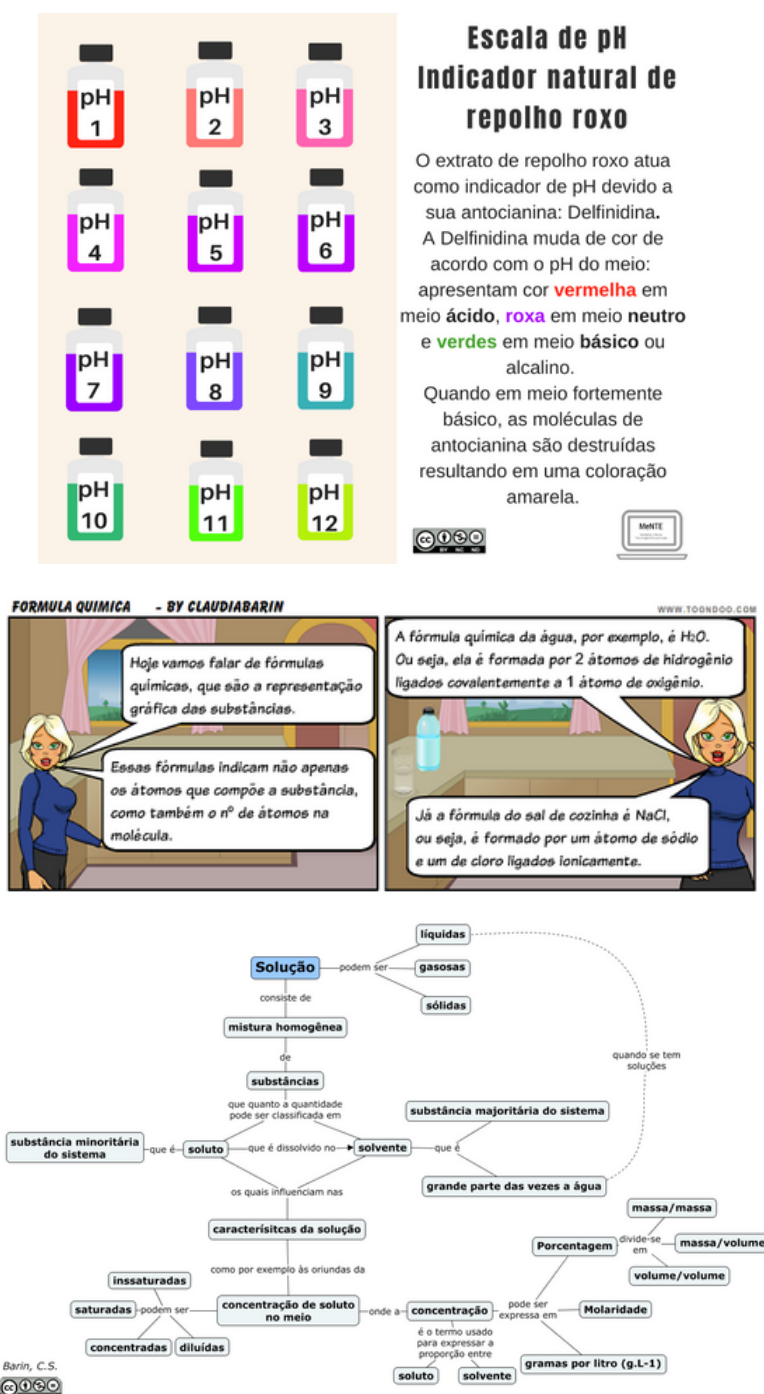 Escala de pH
Indicador natural de
repolho roxo
pH
1
pH
2
pH
3
pH
4
pH
5
pH
6
pH
7
pH
8
pH
9
pH
10
pH
11
pH
12
O extrato de repolho roxo atua
como indicador de pH devido a
sua antocianina: Delfinidina.
A Delfinidina muda de cor de
acordo com o pH do meio:
apresentam cor vermelha em
meio ácido, roxa em meio neutro
e verdes em meio básico ou
alcalino.
Quando em meio fortemente
básico, as moléculas de
antocianina são destruídas
resultando em uma coloração
amarela.
cc
BY NC ND
MeNTE
FORMULA QUIMICA - BY CLAUDIABARIN
WWW.TOONDOO.COM
Hoje vamos falar de fórmulas
químicas, que são a representação
gráfica das substâncias.
Essas fórmulas indicam não apenas
os átomos que compõe a substância,
como também o nº de átomos na
molécula.
A fórmula química da água, por exemplo, é H2O.
Ou seja, ela é formada por 2 átomos de hidrogênio
ligados covalentemente a 1 átomo de oxigênio.
Já a fórmula do sal de cozinha é NaCl,
ou seja, é formado por um átomo de sódio
e um de cloro ligados ionicamente.
Solução
podem ser
líquidas
gasosas
sólidas
quando se tem
soluções
consiste de
mistura homogênea
de
substâncias
que quanto a quantidade
pode ser classificada em
substância minoritária
do sistema
que é
soluto
que é dissolvido no
solvente
que é
substância majoritária do sistema
grande parte das vezes a água
os quais influenciam nas
caracterísitcas da solução
como por exemplo às oriundas da
concentração de soluto
no meio
podem ser
inssaturadas
saturadas
concentradas
diluídas
onde a
concentração
é o termo usado
para expressar a
proporção entre
soluto
solvente
pode ser
expressa em
Porcentagem
divide-se
em
massa/massa
massa/volume
volume/volume
Molaridade
gramas por litro (g.L-1)
Barin, C.S.
cc